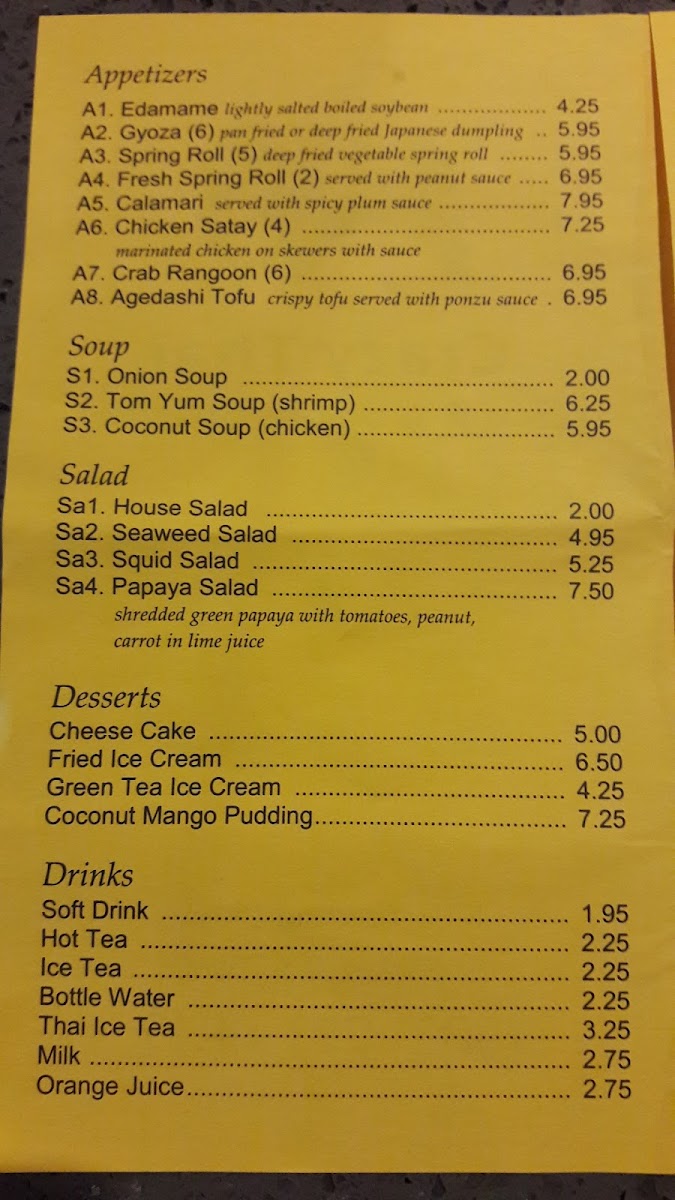 Appetizers
A1. Edamame lightly salted boiled soybean .................. 4.25
A2. Gyoza (6) pan fried or deep fried Japanese dumpling .. 5.95
A3. Spring Roll (5) deep fried vegetable spring roll ........ 5.95
A4. Fresh Spring Roll (2) served with peanut sauce ..... 6.95
A5. Calamari served with spicy plum sauce ................... 7.95
A6. Chicken Satay (4) .......................................... 7.25
marinated chicken on skewers with sauce
A7. Crab Rangoon (6) .......................................... 6.95
A8. Agedashi Tofu crispy tofu served with ponzu sauce . 6.95
Soup
S1. Onion Soup ..................................................... 2.00
S2. Tom Yum Soup (shrimp) ................................ 6.25
S3. Coconut Soup (chicken) ................................. 5.95
Salad
Sa1. House Salad ................................................ 2.00
Sa2. Seaweed Salad ............................................ 4.95
Sa3. Squid Salad .................................................. 5.25
Sa4. Papaya Salad ............................................... 7.50
shredded green papaya with tomatoes, peanut,
carrot in lime juice
Desserts
Cheese Cake .................................................... 5.00
Fried Ice Cream ................................................ 6.50
Green Tea Ice Cream ....................................... 4.25
Coconut Mango Pudding..................................... 7.25
Drinks
Soft Drink ............................................................ 1.95
Hot Tea ............................................................... 2.25
Ice Tea ................................................................ 2.25
Bottle Water ........................................................ 2.25
Thai Ice Tea ........................................................ 3.25
Milk ...................................................................... 2.75
Orange Juice........................................................ 2.75